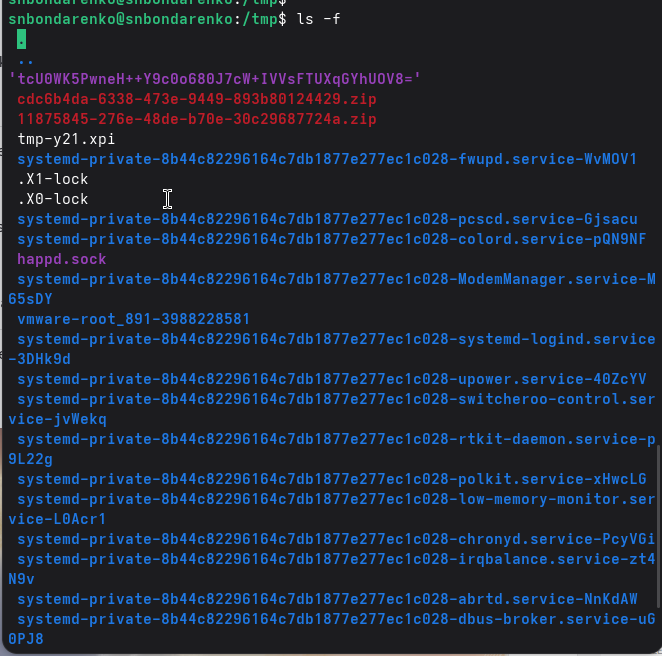 snbondarenko@snbondarenko:/tmp$
snbondarenko@snbondarenko:/tmp$ ls -f
.
..
'tcU0WK5PwneH++Y9c0o680J7cW+IVVsFTUXqGYhUOV8='
cdc6b4da-6338-473e-9449-893b80124429.zip
11875845-276e-48de-b70e-30c29687724a.zip
tmp-y21.xpi
systemd-private-8b44c82296164c7db1877e277ec1c028-fwupd.service-WvMOV1
.X1-lock
.X0-lock
systemd-private-8b44c82296164c7db1877e277ec1c028-pcscd.service-Gjsacu
systemd-private-8b44c82296164c7db1877e277ec1c028-colord.service-pQN9NF
happd.sock
systemd-private-8b44c82296164c7db1877e277ec1c028-ModemManager.service-M
65sDY
vmware-root_891-3988228581
systemd-private-8b44c82296164c7db1877e277ec1c028-systemd-logind.service
-3DHk9d
systemd-private-8b44c82296164c7db1877e277ec1c028-upower.service-40ZcYV
systemd-private-8b44c82296164c7db1877e277ec1c028-switcheroo-control.ser
vice-jvWekq
systemd-private-8b44c82296164c7db1877e277ec1c028-rtkit-daemon.service-p
9L22g
systemd-private-8b44c82296164c7db1877e277ec1c028-polkit.service-xHwcLG
systemd-private-8b44c82296164c7db1877e277ec1c028-low-memory-monitor.ser
vice-L0Acr1
systemd-private-8b44c82296164c7db1877e277ec1c028-chronyd.service-PcyVGi
systemd-private-8b44c82296164c7db1877e277ec1c028-irqbalance.service-zt4
N9v
systemd-private-8b44c82296164c7db1877e277ec1c028-abrtd.service-NnKdAW
systemd-private-8b44c82296164c7db1877e277ec1c028-dbus-broker.service-uG
0PJ8